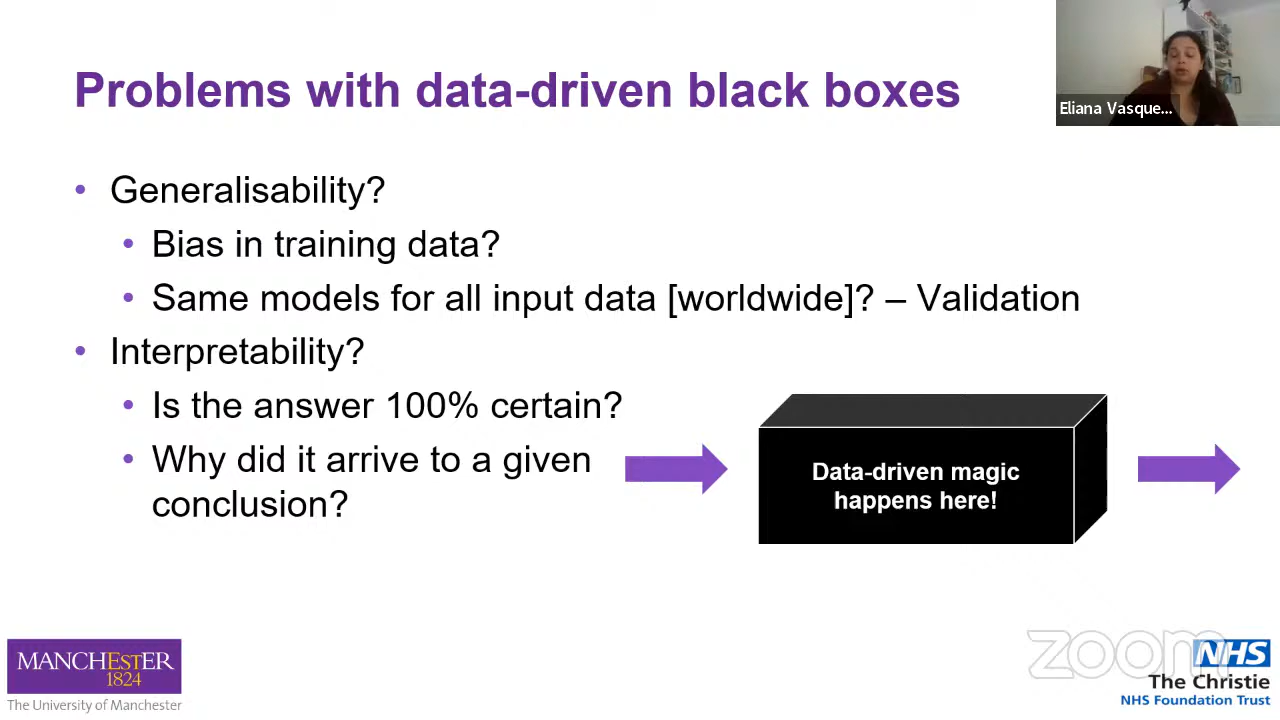 Problems with data-driven black boxes
Eliana Vasque...
• Generalisability?
• Bias in training data?
• Same models for all input data [worldwide]? – Validation
• Interpretability?
• Is the answer 100% certain?
• Why did it arrive to a given
conclusion?
Data-driven magic
happens here!
MANCHESTER
1824
The University of Manchester
zoom
NHS
The Christie
NHS Foundation Trust